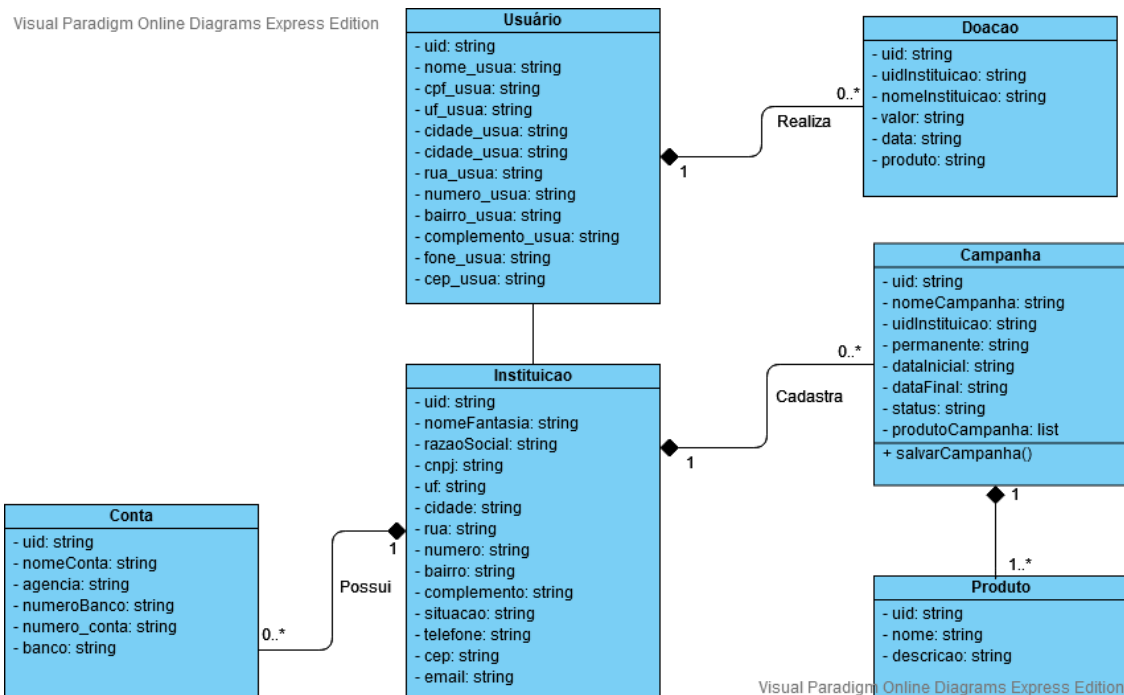 Visual Paradigm Online Diagrams Express Edition
Usuário
- uid: string
- nome_usua: string
- cpf_usua: string
- uf_usua: string
- cidade_usua: string
- cidade_usua: string
- rua_usua: string
- numero_usua: string
- bairro_usua: string
- complemento_usua: string
- fone_usua: string
- cep_usua: string
1
Realiza
0..*
Doacao
- uid: string
- uidInstituicao: string
- nomeInstituicao: string
- valor: string
- data: string
- produto: string
Instituicao
- uid: string
- nomeFantasia: string
- razaoSocial: string
- cnpj: string
- uf: string
- cidade: string
- rua: string
- numero: string
- bairro: string
- complemento: string
- situacao: string
- telefone: string
- cep: string
- email: string
1
Cadastra
0..*
Campanha
- uid: string
- nomeCampanha: string
- uidInstituicao: string
- permanente: string
- dataInicial: string
- dataFinal: string
- status: string
- produtoCampanha: list
+ salvarCampanha()
1
1..*
Produto
- uid: string
- nome: string
- descricao: string
1
Possui
0..*
Conta
- uid: string
- nomeConta: string
- agencia: string
- numeroBanco: string
- numero_conta: string
- banco: string
Visual Paradigm Online Diagrams Express Edition